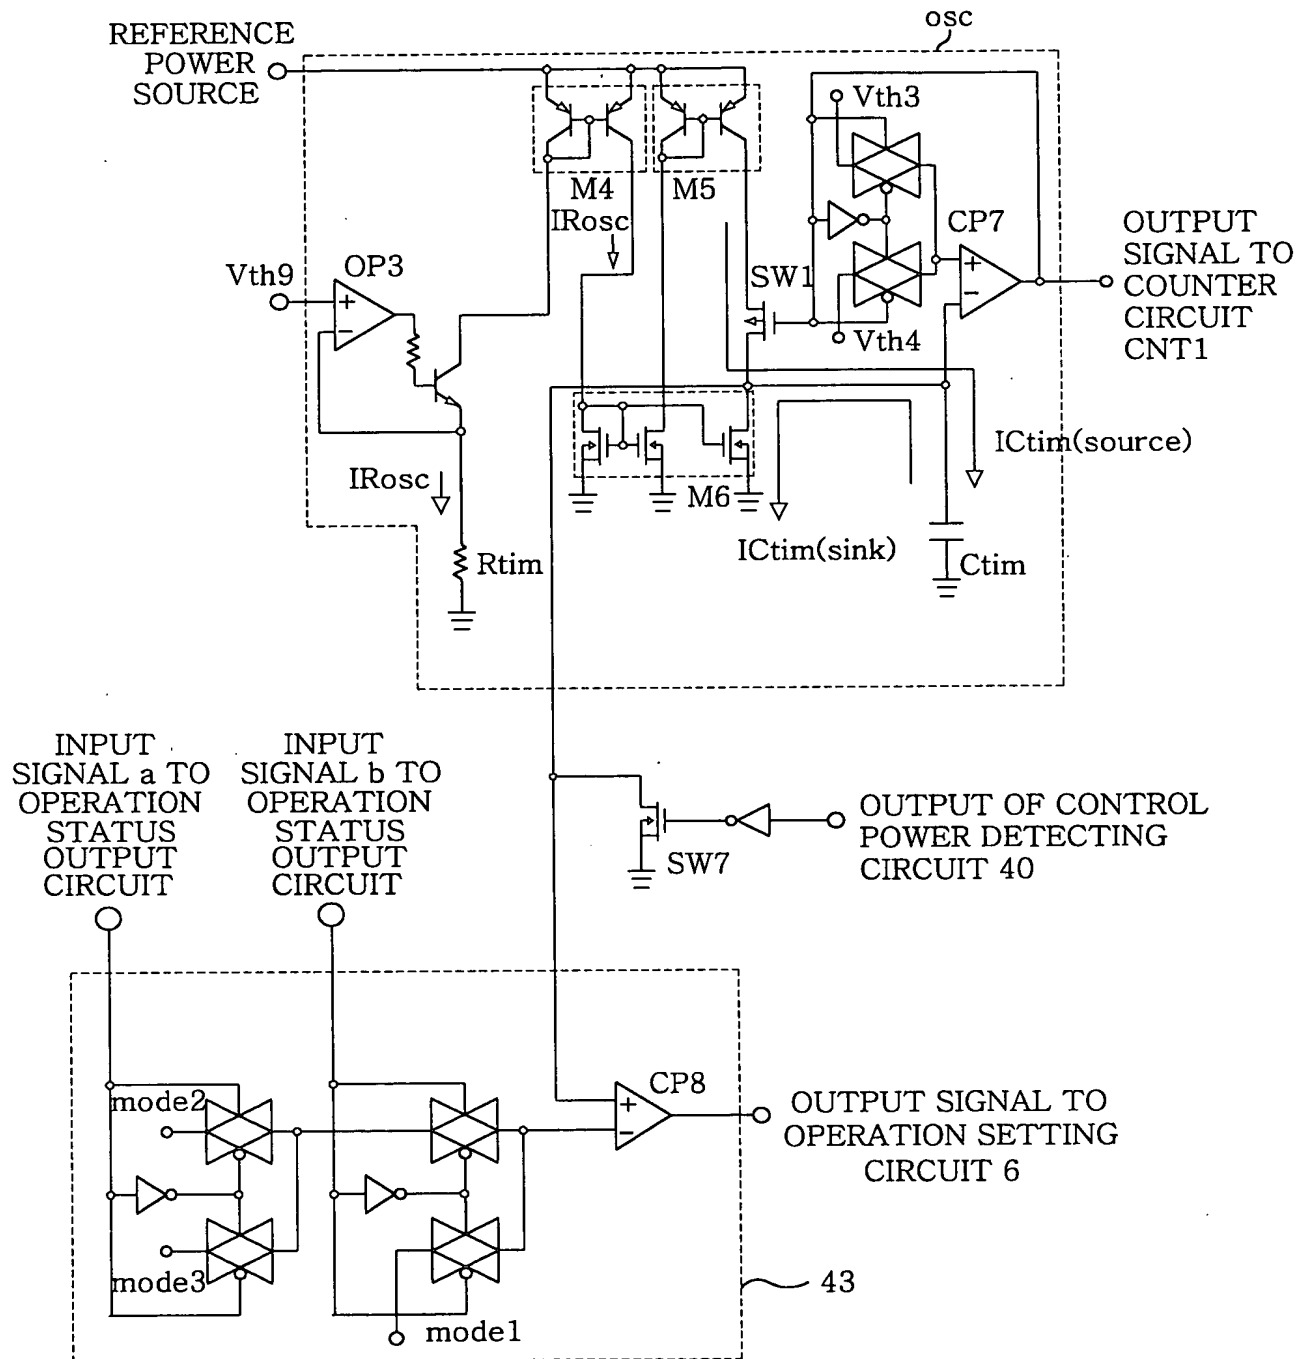 osc
REFERENCE
POWER
SOURCE
Vth3
M4
M5
IRosc
CP7
OUTPUT
SIGNAL TO
COUNTER
CIRCUIT
CNT1
Vth9
OP3
+
−
SW1
+
−
Vth4
IRosc
M6
ICtim(source)
ICtim(sink)
Rtim
Ctim
INPUT
SIGNAL a TO
OPERATION
STATUS
OUTPUT
CIRCUIT
INPUT
SIGNAL b TO
OPERATION
STATUS
OUTPUT
CIRCUIT
OUTPUT OF CONTROL
POWER DETECTING
CIRCUIT 40
SW7
CP8
+
−
mode2
OUTPUT SIGNAL TO
OPERATION SETTING
CIRCUIT 6
mode3
43
mode1